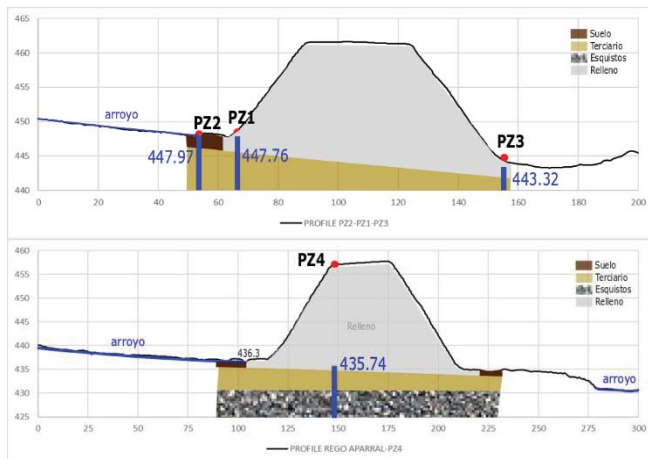 465
460
455
450
445
440
Suelo
Terciario
Esquistos
Relleno
arroyo
PZ2
PZ1
PZ3
447.97
447.76
443.32
0 20 40 60 80 100 120 140 160 180 200
PROFILE PZ2-PZ1-PZ3
460
455
450
445
440
435
430
425
Suelo
Terciario
Esquistos
Relleno
PZ4
Relleno
arroyo
436.3
435.74
arroyo
0 25 50 75 100 125 150 175 200 225 250 275 300
PROFILE REGO APARRAL-PZ4